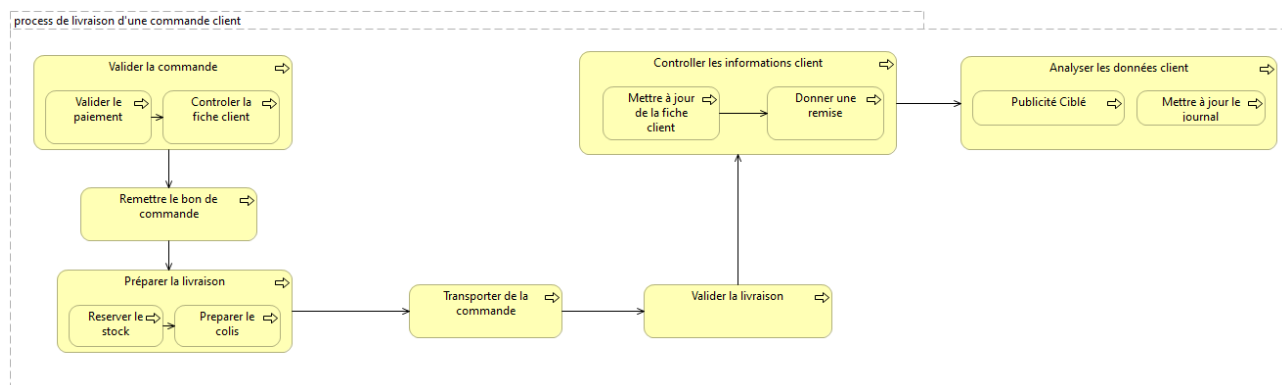 process de livraison d'une commande client
Valider la commande
Valider le
paiement
Controler la
fiche client
Remettre le bon de
commande
Préparer la livraison
Reserver le
stock
Preparer le
colis
Transporter de la
commande
Valider la livraison
Controller les informations client
Mettre à jour
de la fiche
client
Donner une
remise
Analyser les données client
Publicité Ciblé
Mettre à jour le
journal